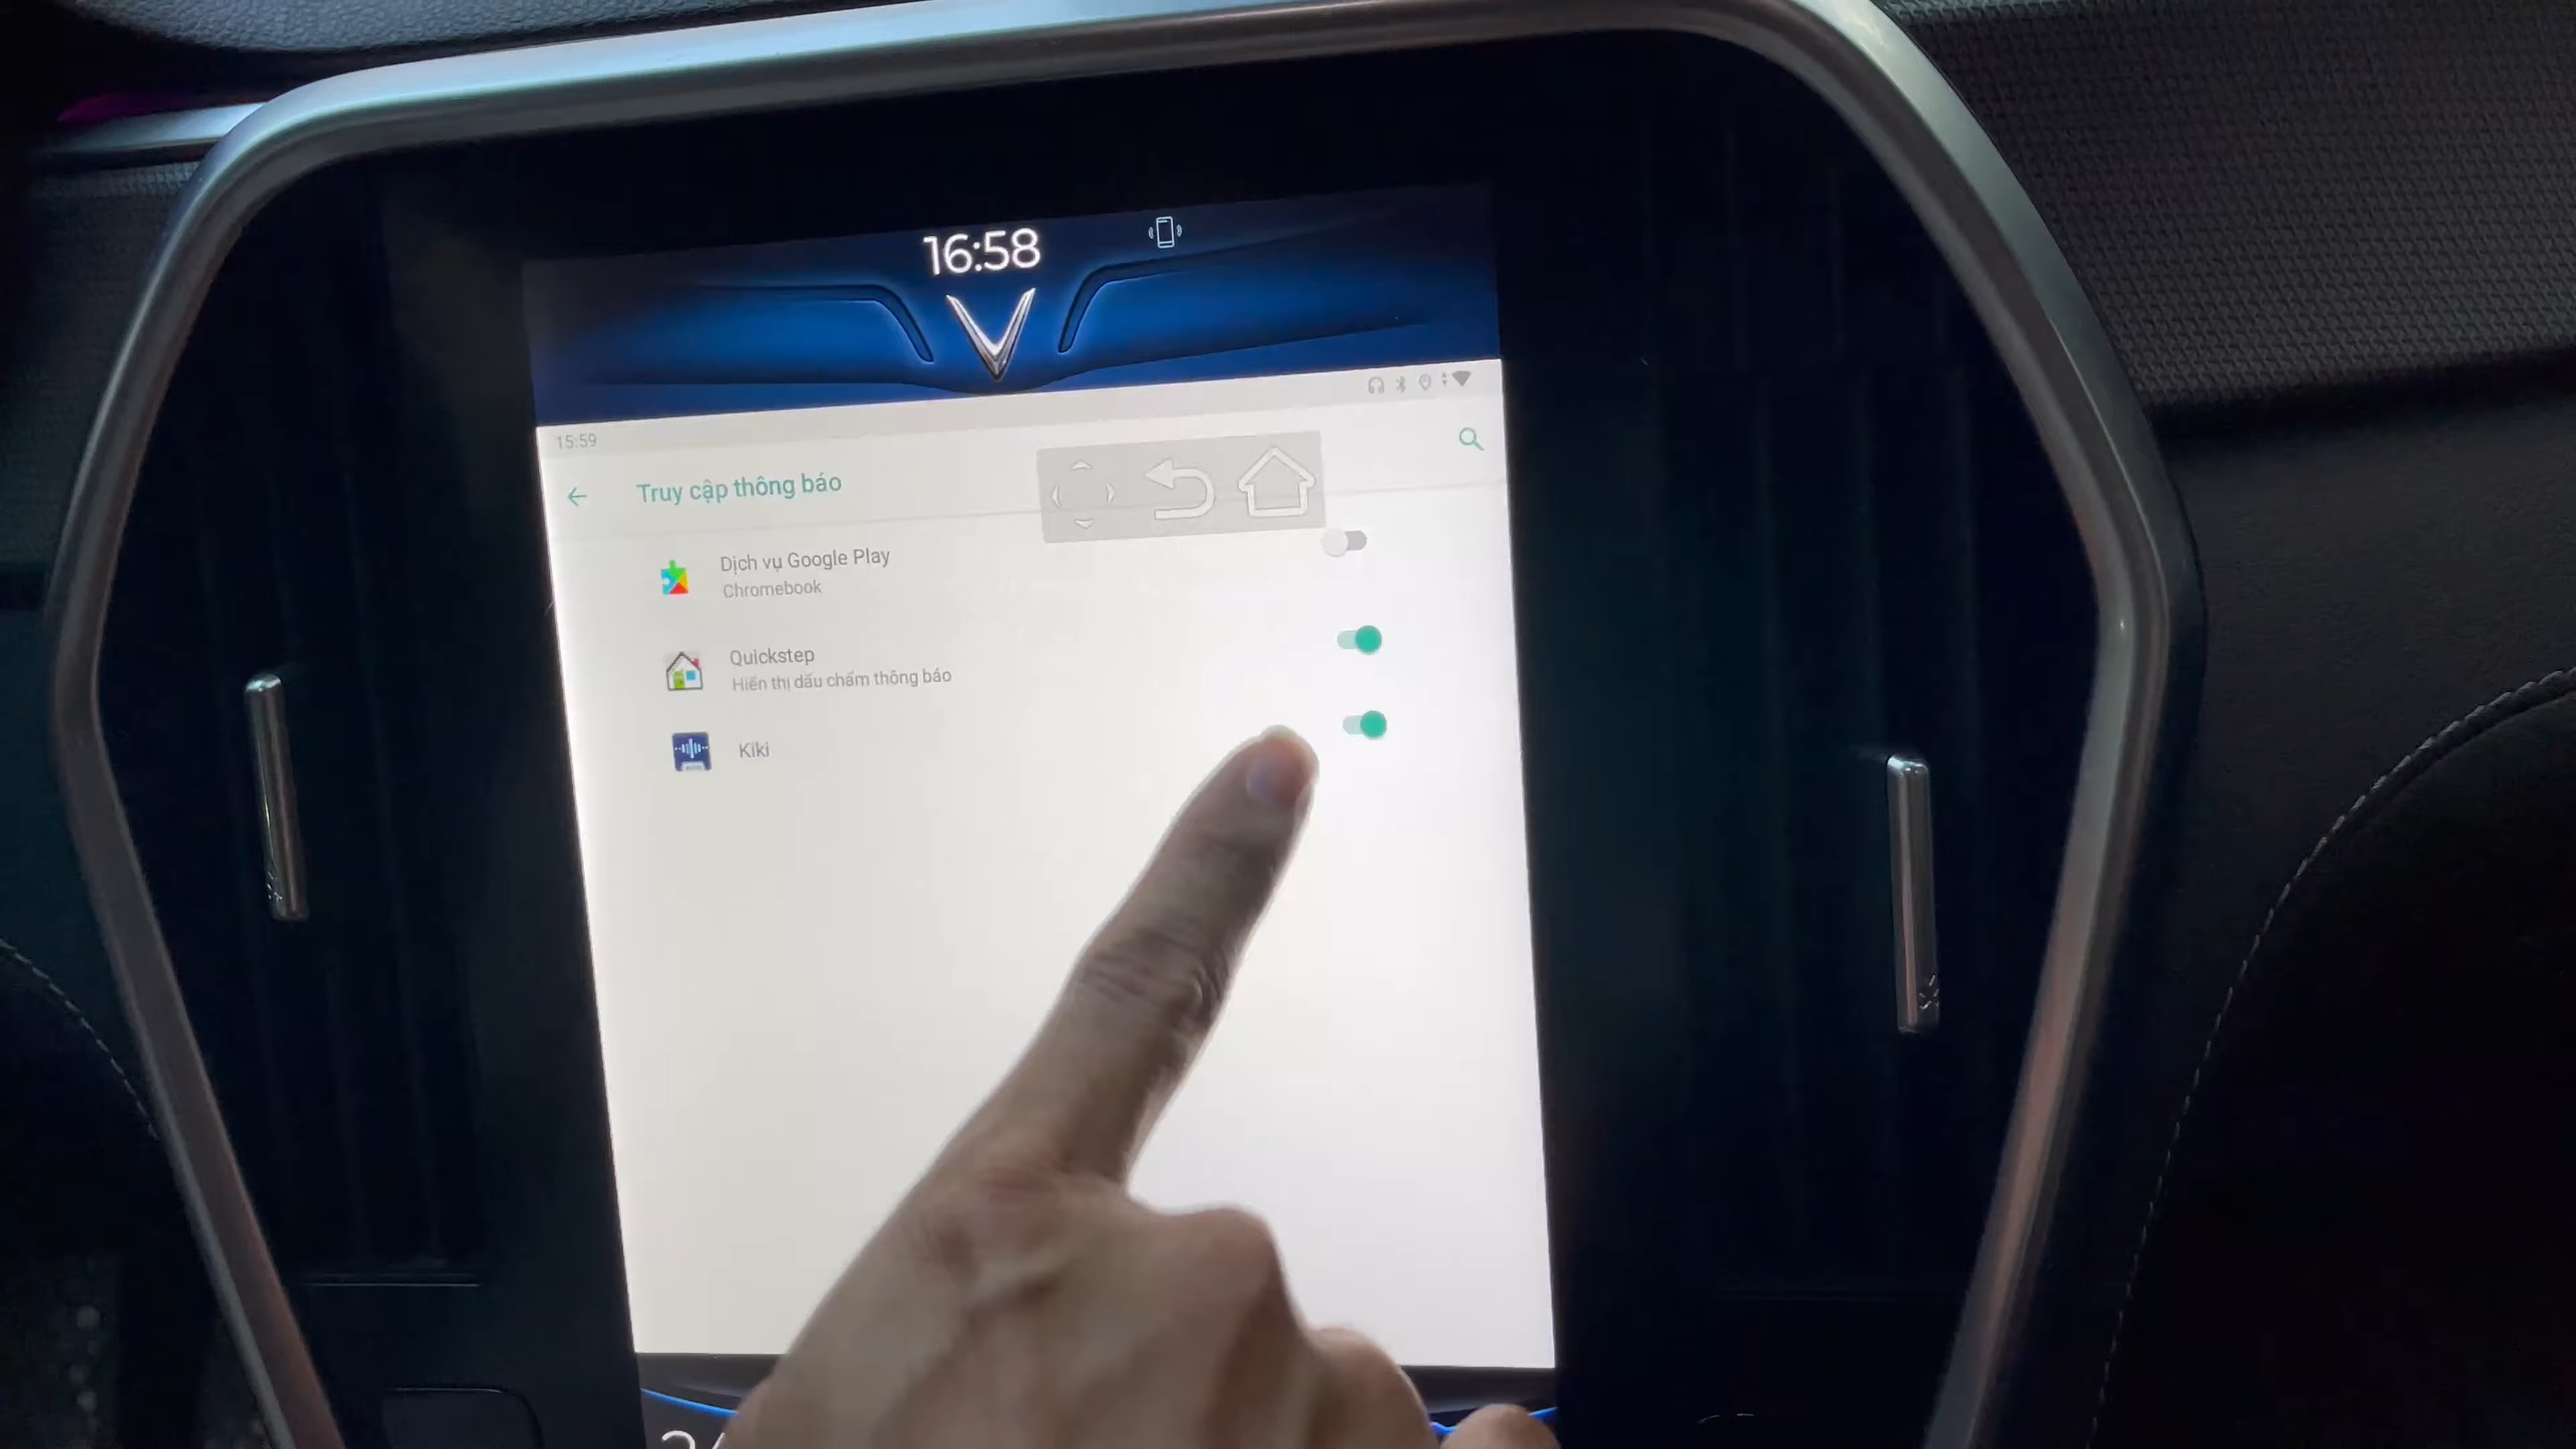 16:58
15:59
Truy cập thông báo
Dịch vụ Google Play
Chromebook
Quickstep
Hiển thị dấu chấm thông báo
Kiki